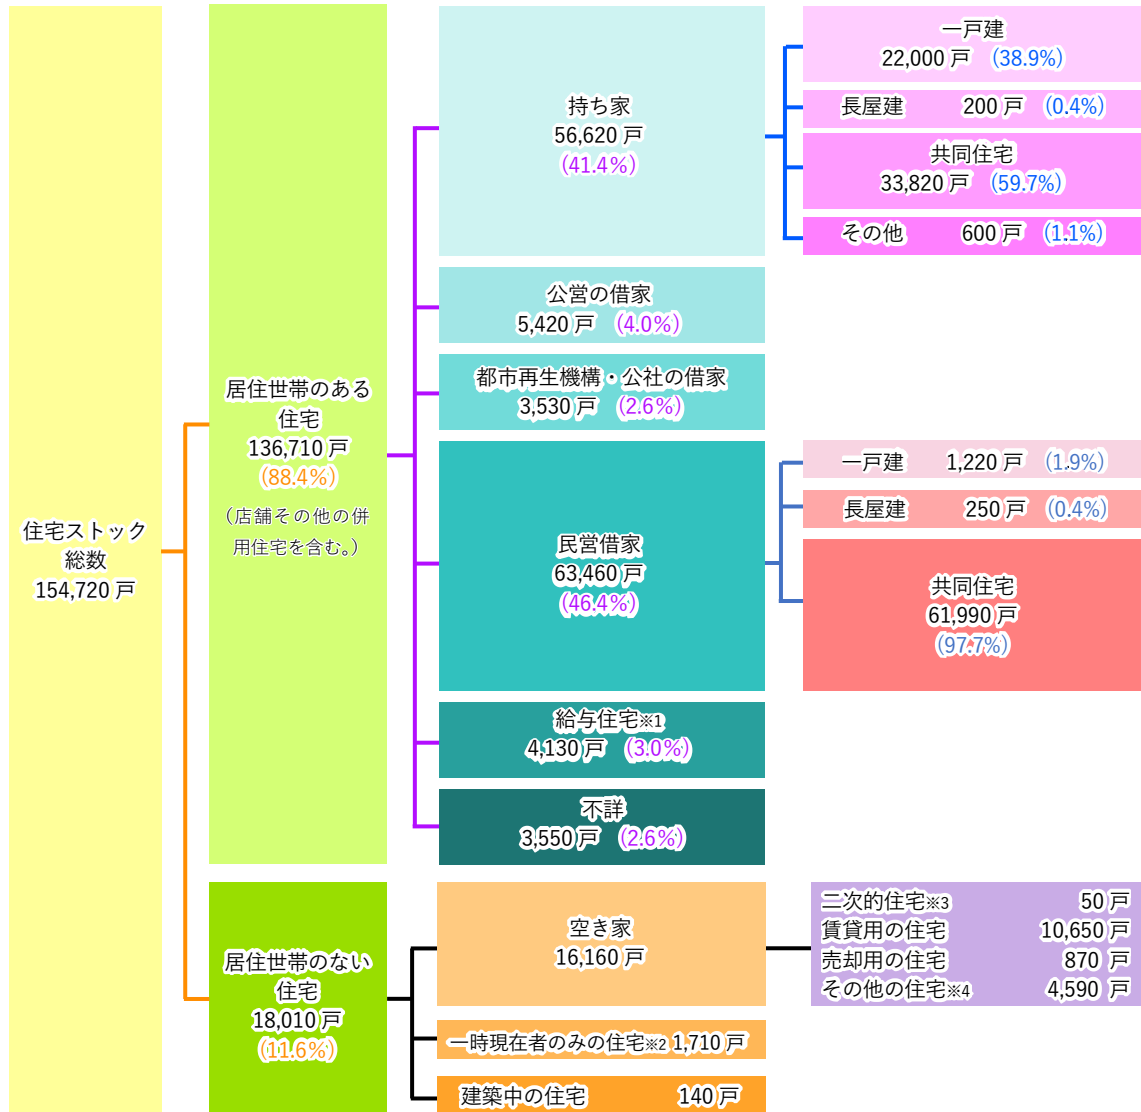 住宅ストック
総数
154,720 戸
居住世帯のある
住宅
136,710 戸
(88.4%)
(店舗その他の併
用住宅を含む。)
持ち家
56,620 戸
(41.4%)
一戸建
22,000 戸 (38.9%)
長屋建 200 戸 (0.4%)
共同住宅
33,820 戸 (59.7%)
その他 600 戸 (1.1%)
公営の借家
5,420 戸 (4.0%)
都市再生機構・公社の借家
3,530 戸 (2.6%)
民営借家
63,460 戸
(46.4%)
一戸建 1,220 戸 (1.9%)
長屋建 250 戸 (0.4%)
共同住宅
61,990 戸
(97.7%)
給与住宅※1
4,130 戸 (3.0%)
不詳
3,550 戸 (2.6%)
居住世帯のない
住宅
18,010 戸
(11.6%)
空き家
16,160 戸
二次的住宅※3 50 戸
賃貸用の住宅 10,650 戸
売却用の住宅 870 戸
その他の住宅※4 4,590 戸
一時現在者のみの住宅※2 1,710 戸
建築中の住宅 140 戸